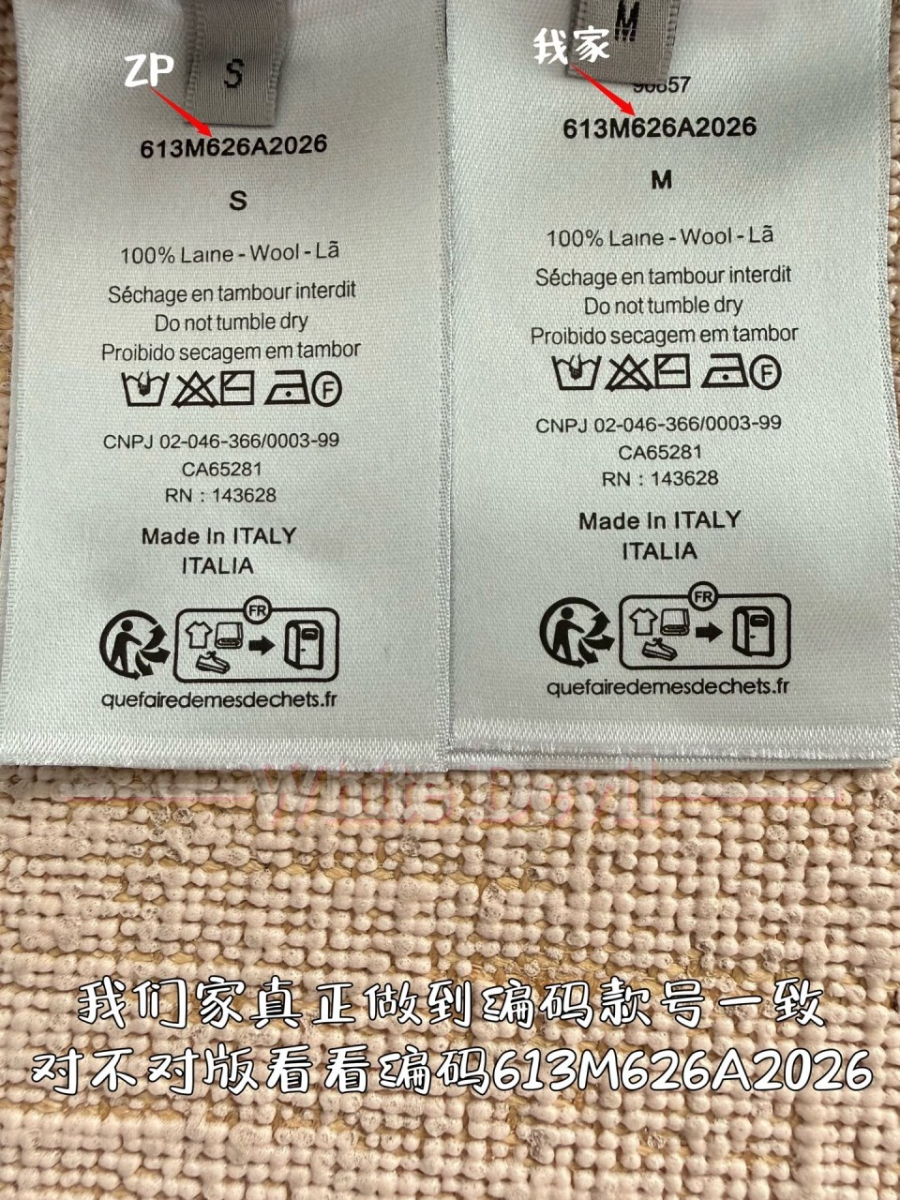 S
ZP
613M626A2026
S
100% Laine - Wool - Lã
Séchage en tambour interdit
Do not tumble dry
Proibido secagem em tambor
F
CNPJ 02-046-366/0003-99
CA65281
RN : 143628
Made In ITALY
ITALIA
FR
quefairedemesdechets.fr
M
我家
90857
613M626A2026
M
100% Laine - Wool - Lã
Séchage en tambour interdit
Do not tumble dry
Proibido secagem em tambor
F
CNPJ 02-046-366/0003-99
CA65281
RN : 143628
Made In ITALY
ITALIA
FR
quefairedemesdechets.fr
White Devil
我们家真正做到编码款号一致
对不对版看看编码613M626A2026